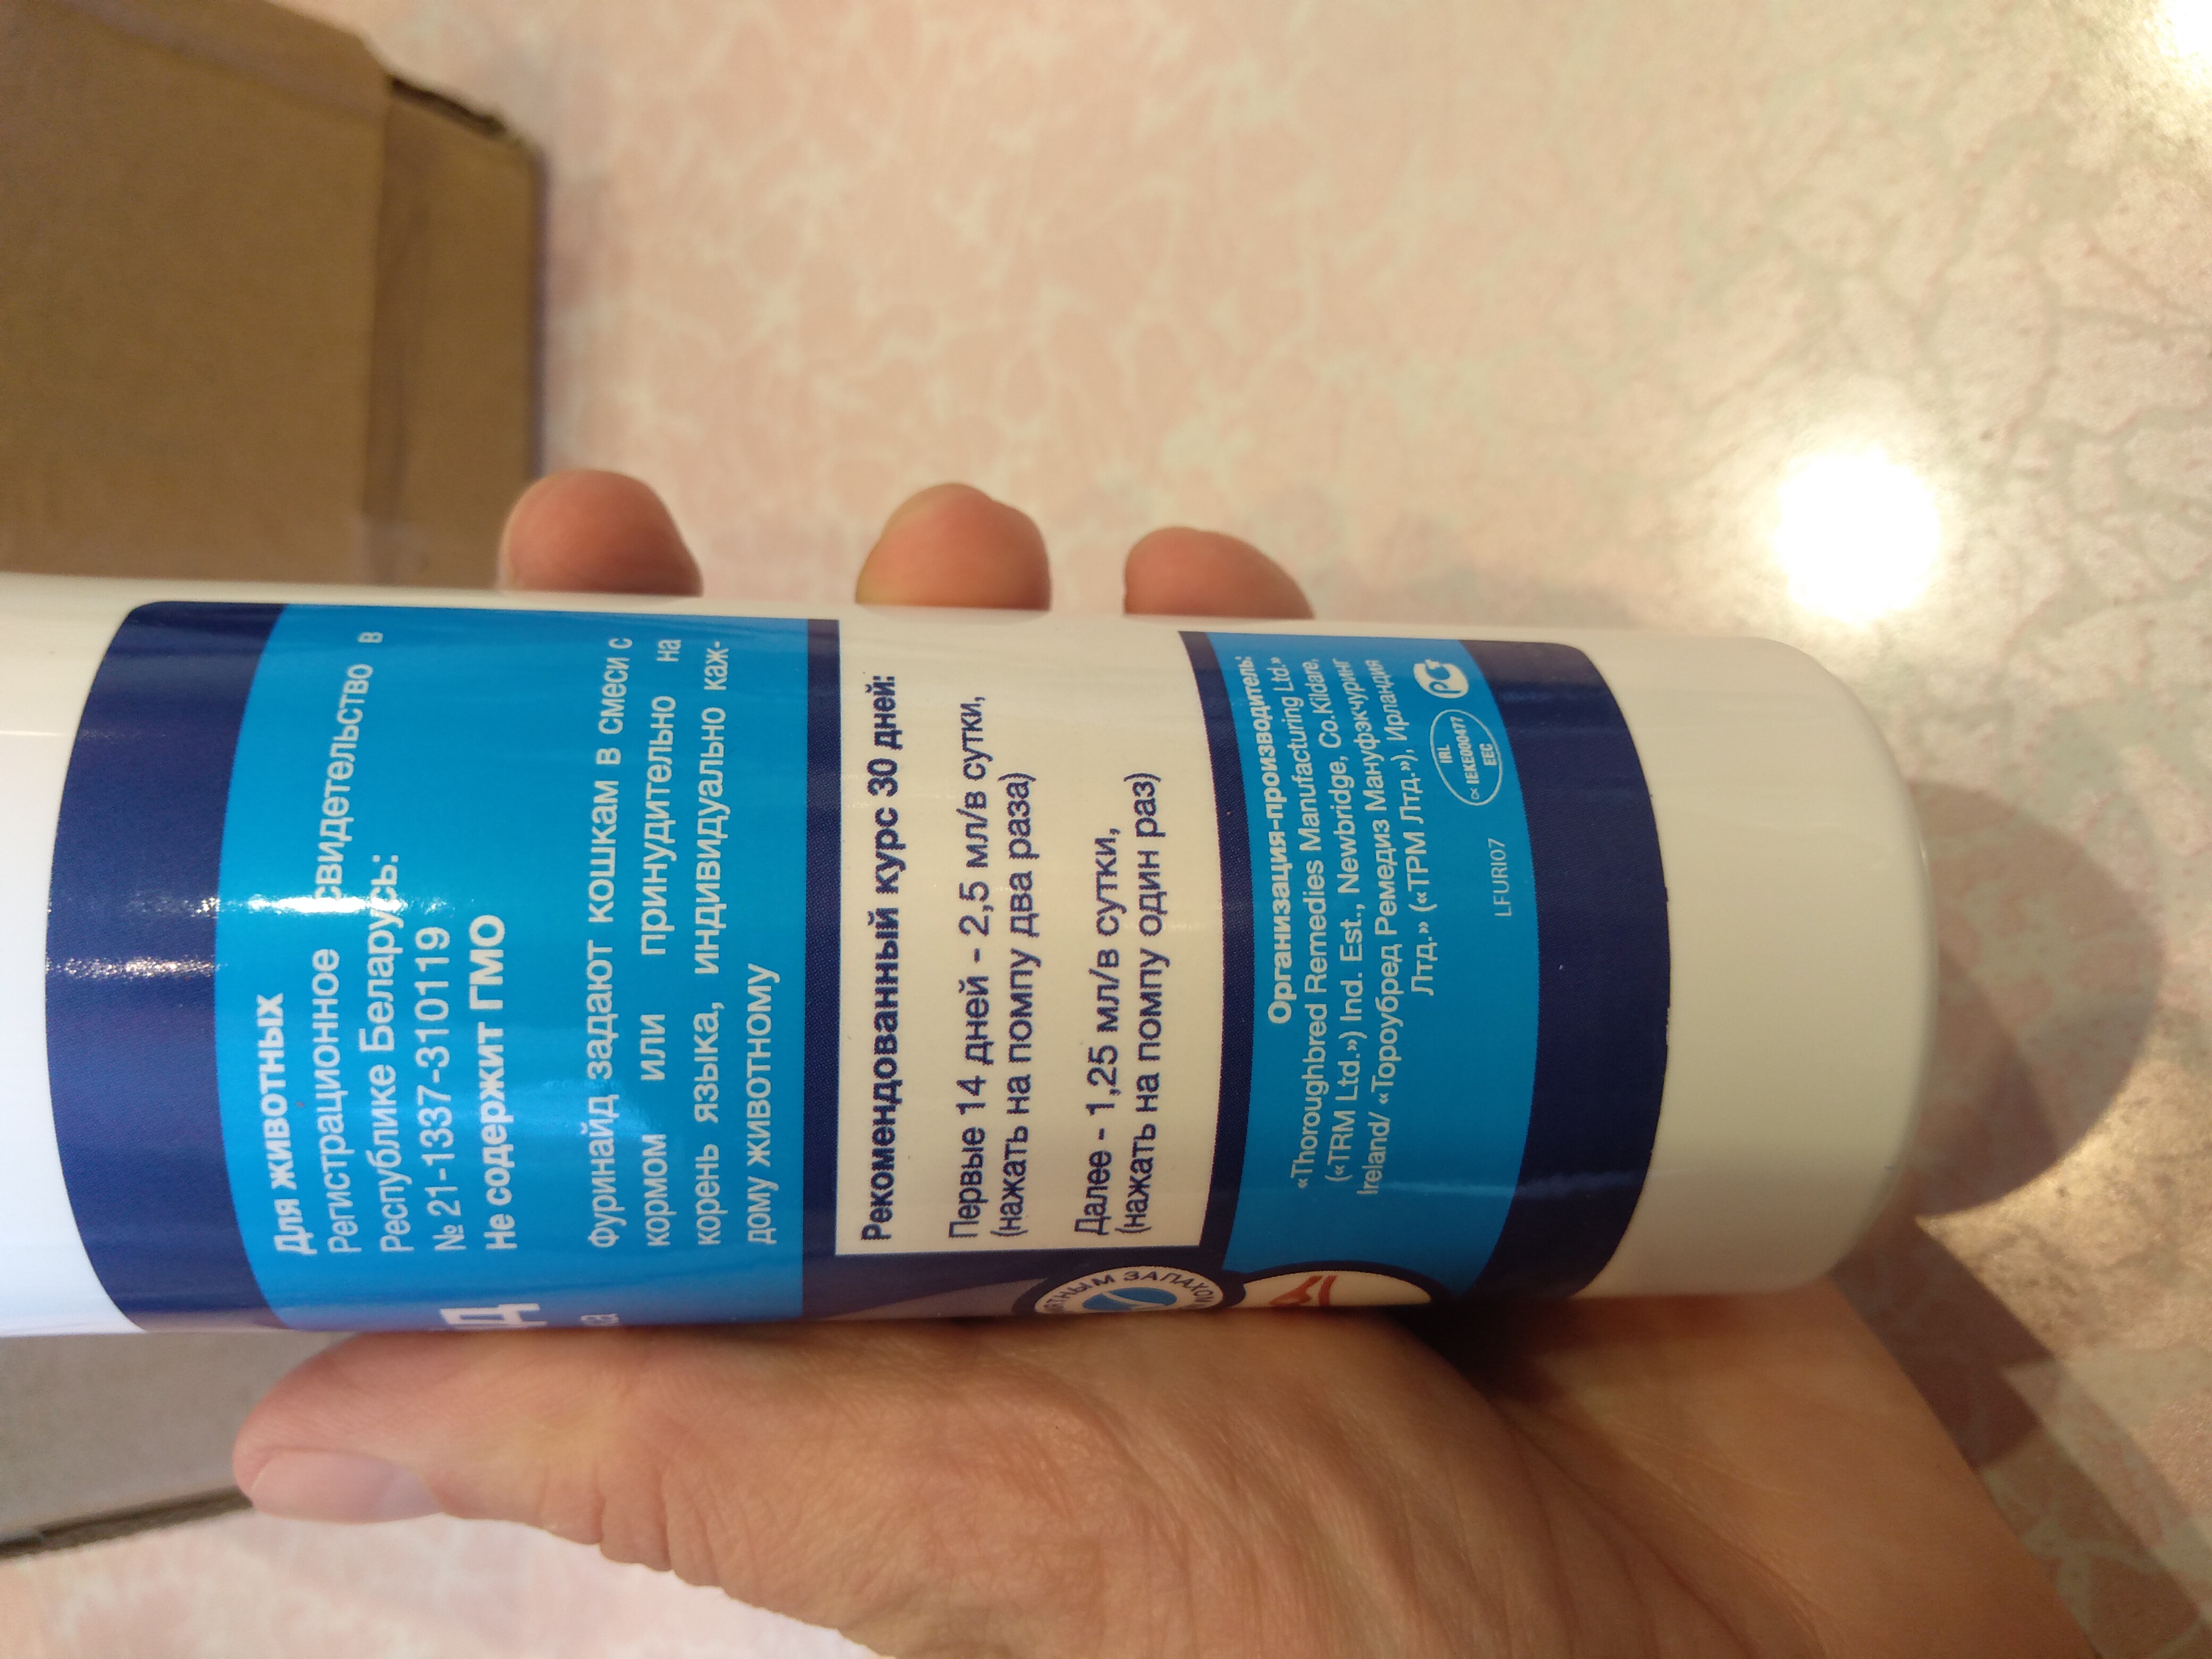 Для животных
Регистрационное свидетельство в
Республике Беларусь:
№ 21-1337-310119
Не содержит ГМО
Фуринайд задают кошкам в смеси с
кормом или принудительно на
корень языка, индивидуально каж-
дому животному
Рекомендованный курс 30 дней:
Первые 14 дней - 2,5 мл/в сутки,
(нажать на помпу два раза)
Далее - 1,25 мл/в сутки,
(нажать на помпу один раз)
Организация-производитель:
«Thoroughbred Remedies Manufacturing Ltd.»
(«TRM Ltd.») Ind. Est., Newbridge, Co.Kildare,
Ireland/ «Тороубред Ремедиз Мануфэкчуринг
Лтд.» («ТРМ Лтд.»), Ирландия
IRL
α IEKE000477
EEC
РСТ
LFURI07
ЗАПАХОМ